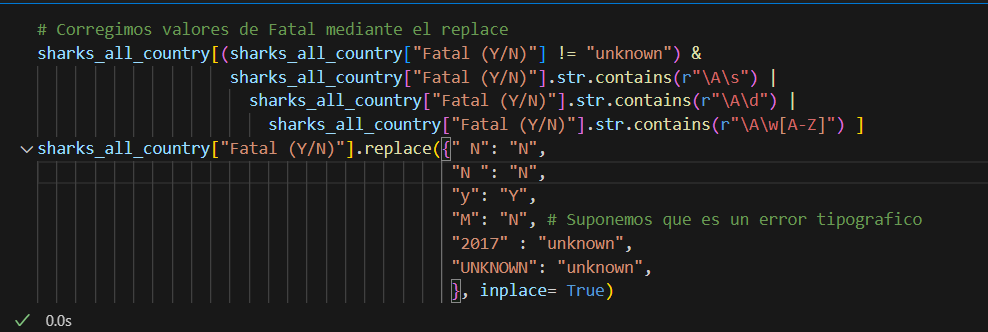 # Corregimos valores de Fatal mediante el replace
sharks_all_country[(sharks_all_country["Fatal (Y/N)"] != "unknown") &
sharks_all_country["Fatal (Y/N)"].str.contains(r"\A\s") |
sharks_all_country["Fatal (Y/N)"].str.contains(r"\A\d") |
sharks_all_country["Fatal (Y/N)"].str.contains(r"\A\w[A-Z]") ]
sharks_all_country["Fatal (Y/N)"].replace({" N": "N",
"N ": "N",
"y": "Y",
"M": "N", # Suponemos que es un error tipografico
"2017" : "unknown",
"UNKNOWN": "unknown",
}, inplace= True)
0.0s